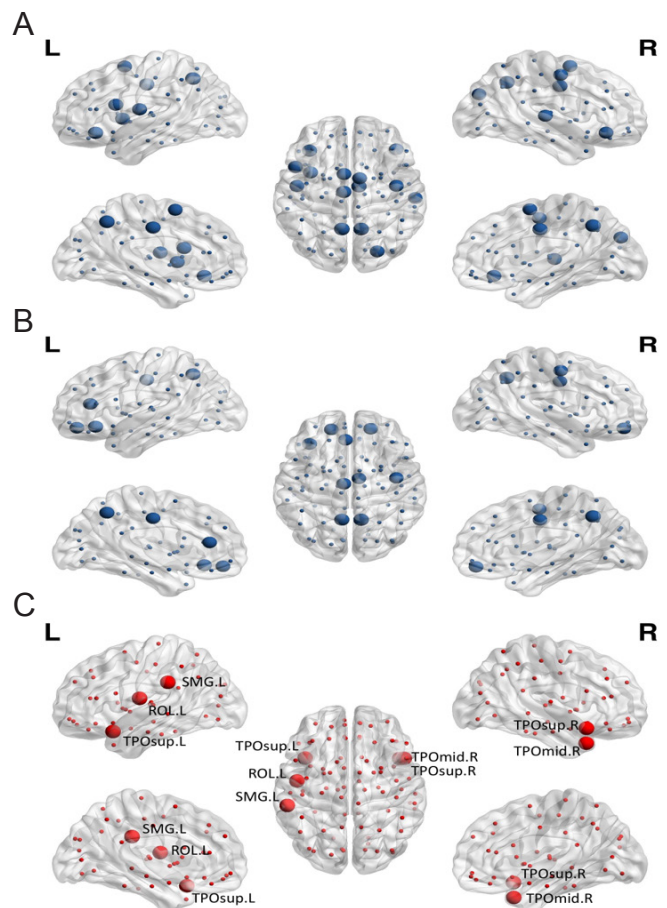 A
L
R
B
L
R
C
L
R
SMG.L
ROL.L
TPOsup.L
TPOsup.L
ROL.L
SMG.L
TPOmid.R
TPOsup.R
TPOsup.R
TPOmid.R
SMG.L
ROL.L
TPOsup.L
TPOsup.R
TPOmid.R